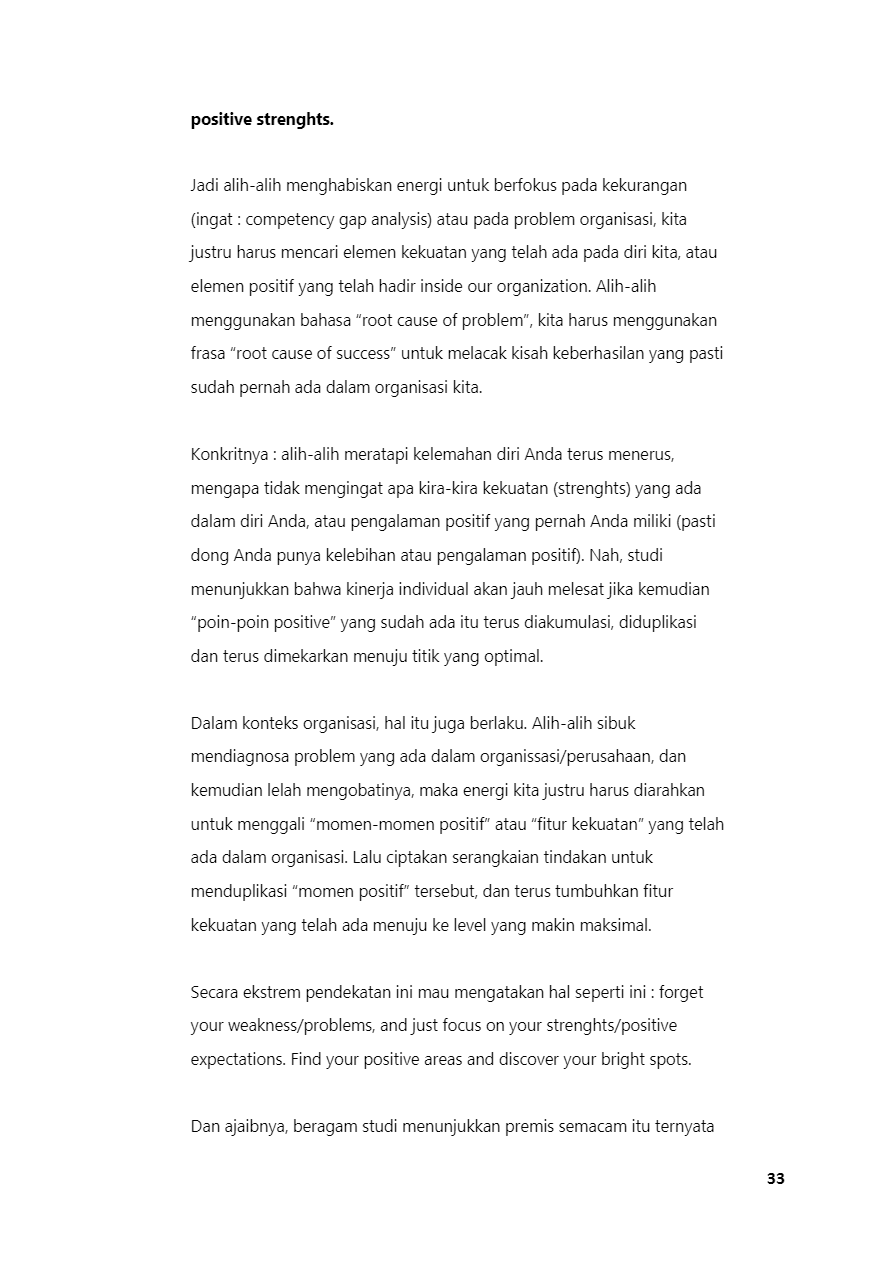 positive strenghts.
Jadi alih-alih menghabiskan energi untuk berfokus pada kekurangan
(ingat : competency gap analysis) atau pada problem organisasi, kita
justru harus mencari elemen kekuatan yang telah ada pada diri kita, atau
elemen positif yang telah hadir inside our organization. Alih-alih
menggunakan bahasa “root cause of problem”, kita harus menggunakan
frasa “root cause of success” untuk melacak kisah keberhasilan yang pasti
sudah pernah ada dalam organisasi kita.
Konkritnya : alih-alih meratapi kelemahan diri Anda terus menerus,
mengapa tidak mengingat apa kira-kira kekuatan (strenghts) yang ada
dalam diri Anda, atau pengalaman positif yang pernah Anda miliki (pasti
dong Anda punya kelebihan atau pengalaman positif). Nah, studi
menunjukkan bahwa kinerja individual akan jauh melesat jika kemudian
“poin-poin positive” yang sudah ada itu terus diakumulasi, diduplikasi
dan terus dimekarkan menuju titik yang optimal.
Dalam konteks organisasi, hal itu juga berlaku. Alih-alih sibuk
mendiagnosa problem yang ada dalam organissasi/perusahaan, dan
kemudian lelah mengobatinya, maka energi kita justru harus diarahkan
untuk menggali “momen-momen positif” atau “fitur kekuatan” yang telah
ada dalam organisasi. Lalu ciptakan serangkaian tindakan untuk
menduplikasi “momen positif” tersebut, dan terus tumbuhkan fitur
kekuatan yang telah ada menuju ke level yang makin maksimal.
Secara ekstrem pendekatan ini mau mengatakan hal seperti ini : forget
your weakness/problems, and just focus on your strenghts/positive
expectations. Find your positive areas and discover your bright spots.
Dan ajaibnya, beragam studi menunjukkan premis semacam itu ternyata
33